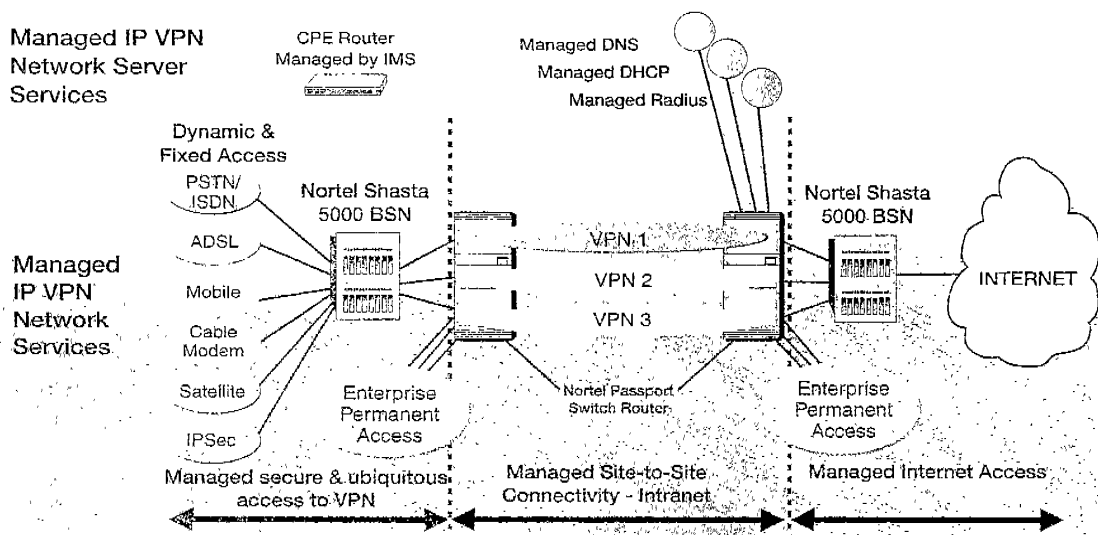 Managed IP VPN
Network Server
Services
CPE Router
Managed by IMS
Managed DNS
Managed DHCP
Managed Radius
Dynamic &
Fixed Access
PSTN/
ISDN
ADSL
Mobile
Cable
Modem
Satellite
IPSec
Managed
IP VPN
Network
Services
Nortel Shasta
5000 BSN
VPN 1
VPN 2
VPN 3
Nortel Passport
Switch Router
Enterprise
Permanent
Access
Nortel Shasta
5000 BSN
INTERNET
Enterprise
Permanent
Access
Managed secure & ubiquitous
access to VPN
Managed Site-to-Site
Connectivity - Intranet
Managed Internet Access